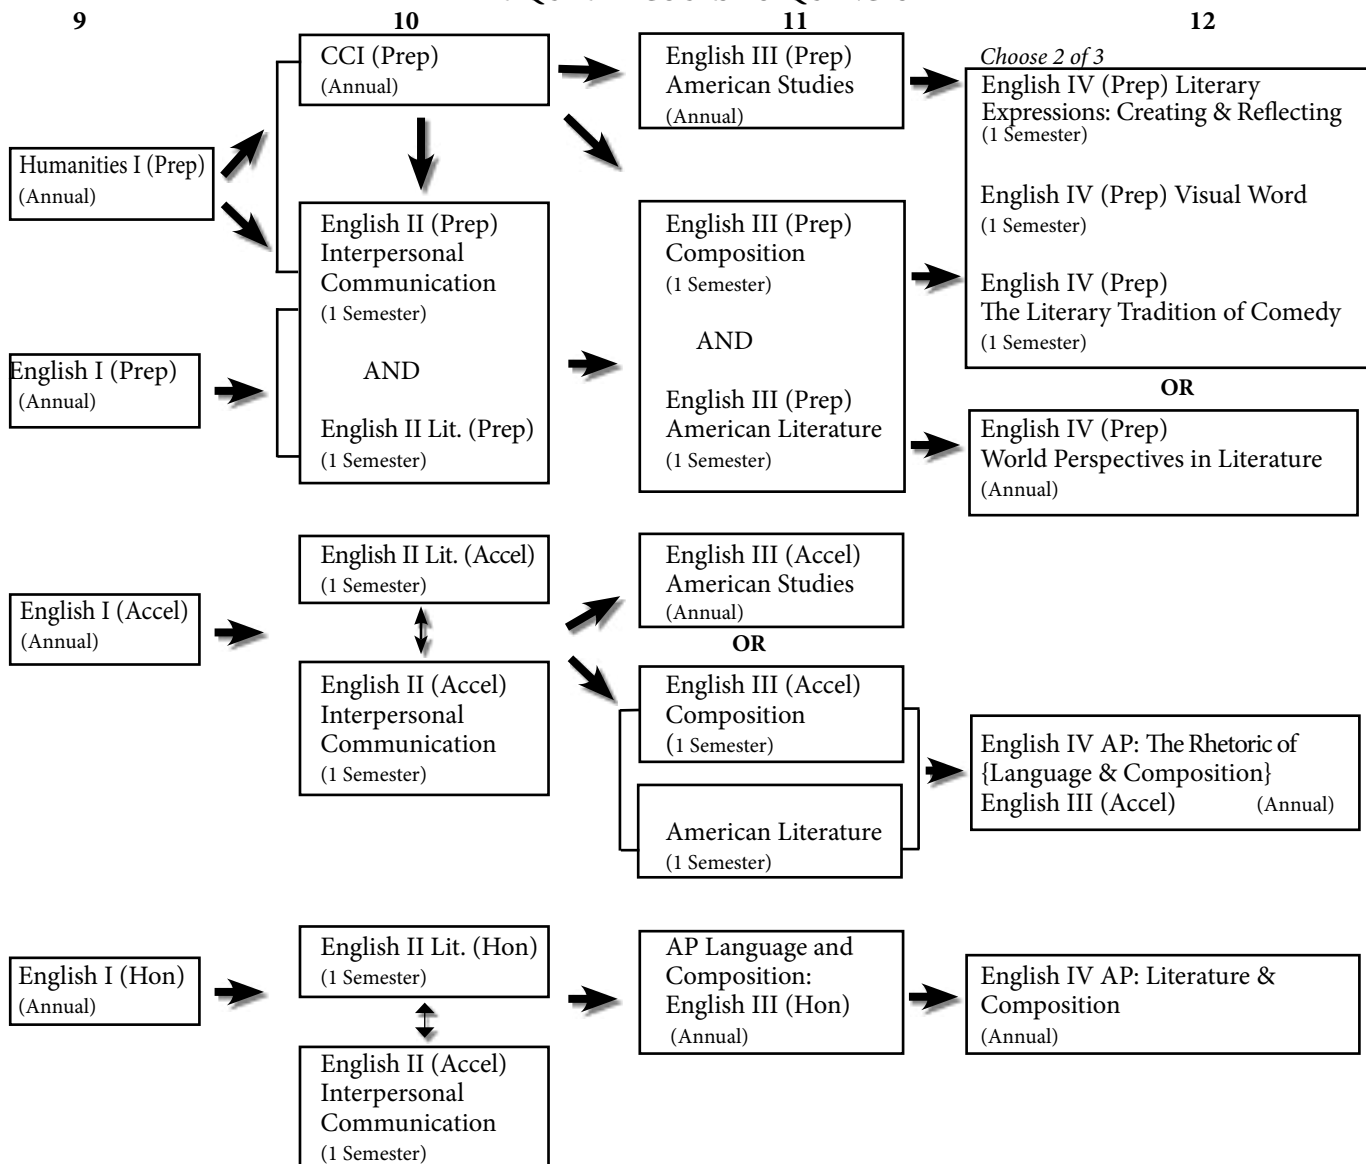 9
10
11
12
CCI (Prep)
(Annual)
English III (Prep)
American Studies
(Annual)
Choose 2 of 3
English IV (Prep) Literary
Expressions: Creating & Reflecting
(1 Semester)
English IV (Prep) Visual Word
(1 Semester)
English IV (Prep)
The Literary Tradition of Comedy
(1 Semester)
Humanities I (Prep)
(Annual)
English II (Prep)
Interpersonal
Communication
(1 Semester)
AND
English II Lit. (Prep)
(1 Semester)
English III (Prep)
Composition
(1 Semester)
AND
English III (Prep)
American Literature
(1 Semester)
English I (Prep)
(Annual)
OR
English IV (Prep)
World Perspectives in Literature
(Annual)
English I (Accel)
(Annual)
English II Lit. (Accel)
(1 Semester)
English II (Accel)
Interpersonal
Communication
(1 Semester)
English III (Accel)
American Studies
(Annual)
OR
English III (Accel)
Composition
(1 Semester)
American Literature
(1 Semester)
English IV AP: The Rhetoric of
{Language & Composition}
English III (Accel) (Annual)
English I (Hon)
(Annual)
English II Lit. (Hon)
(1 Semester)
English II (Accel)
Interpersonal
Communication
(1 Semester)
AP Language and
Composition:
English III (Hon)
(Annual)
English IV AP: Literature &
Composition
(Annual)